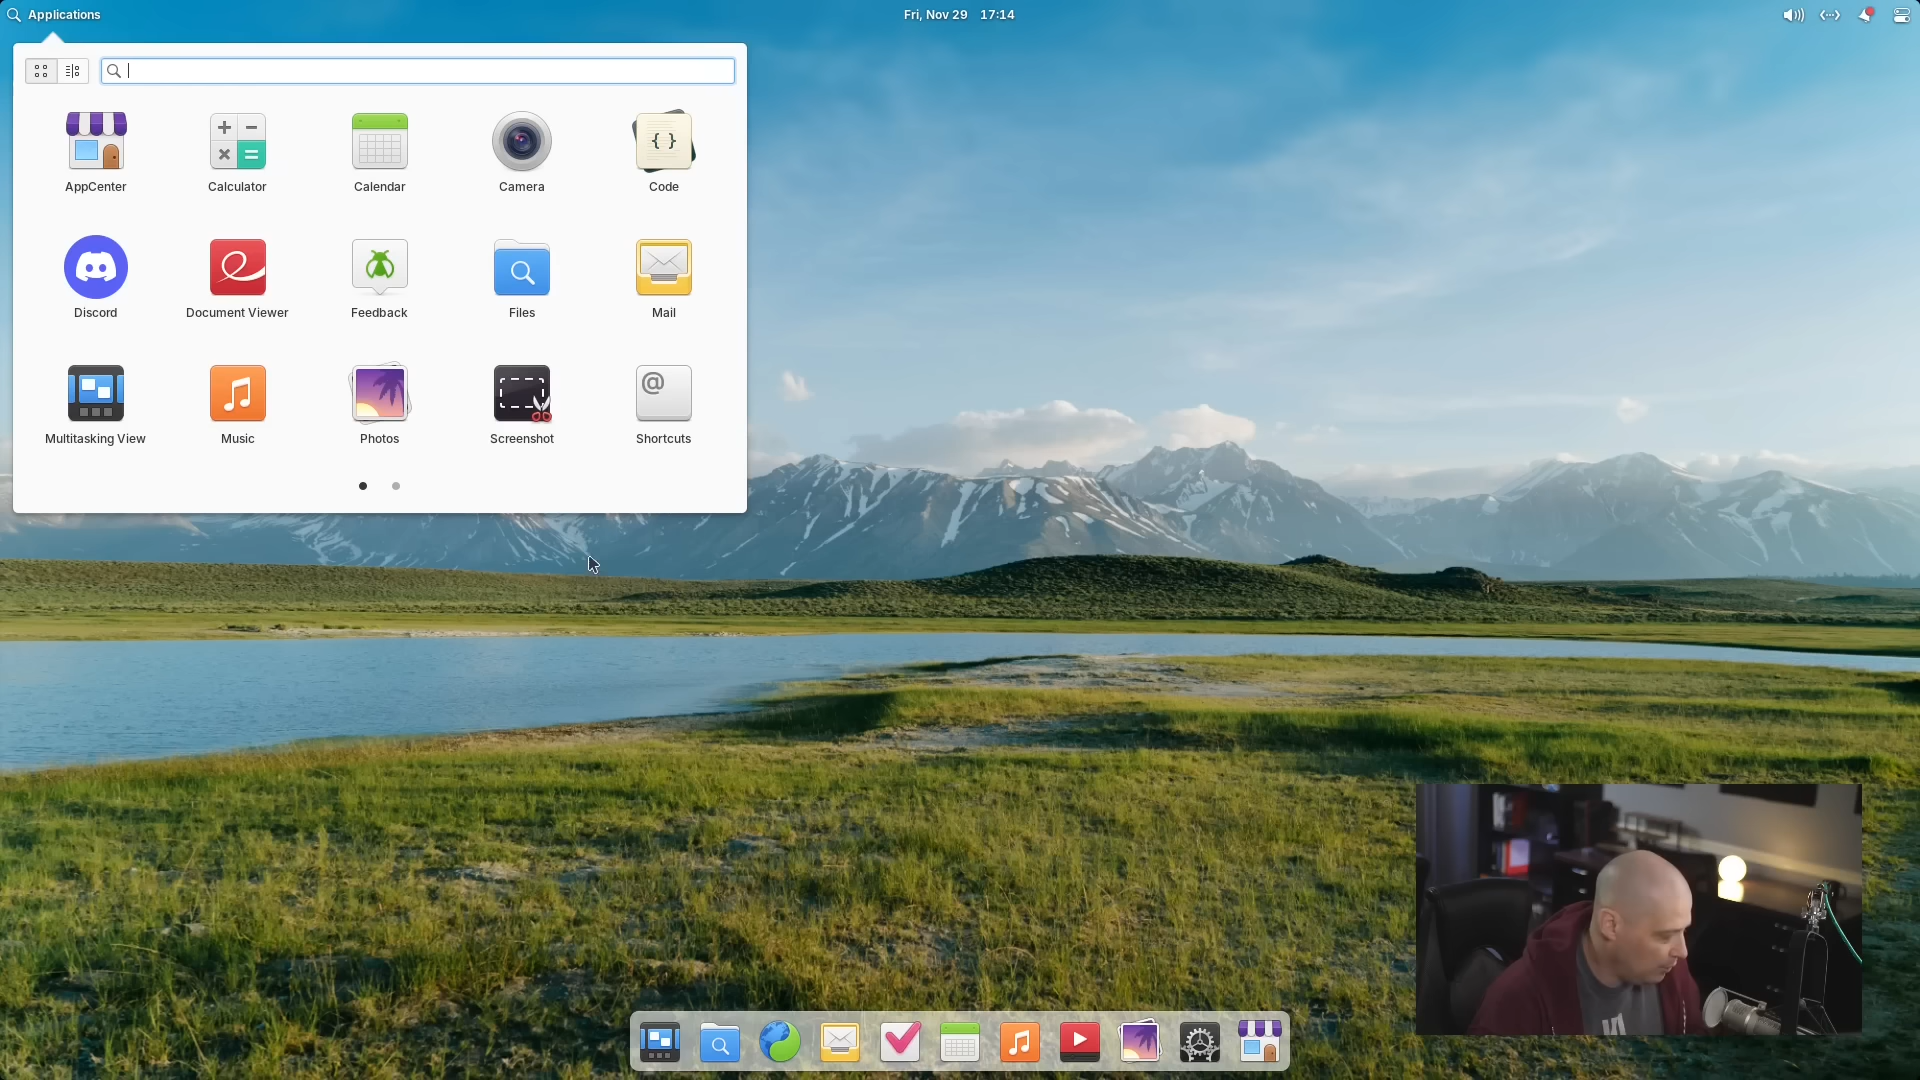 Applications
Fri, Nov 29 17:14
AppCenter
Calculator
Calendar
Camera
Code
Discord
Document Viewer
Feedback
Files
Mail
Multitasking View
Music
Photos
Screenshot
Shortcuts